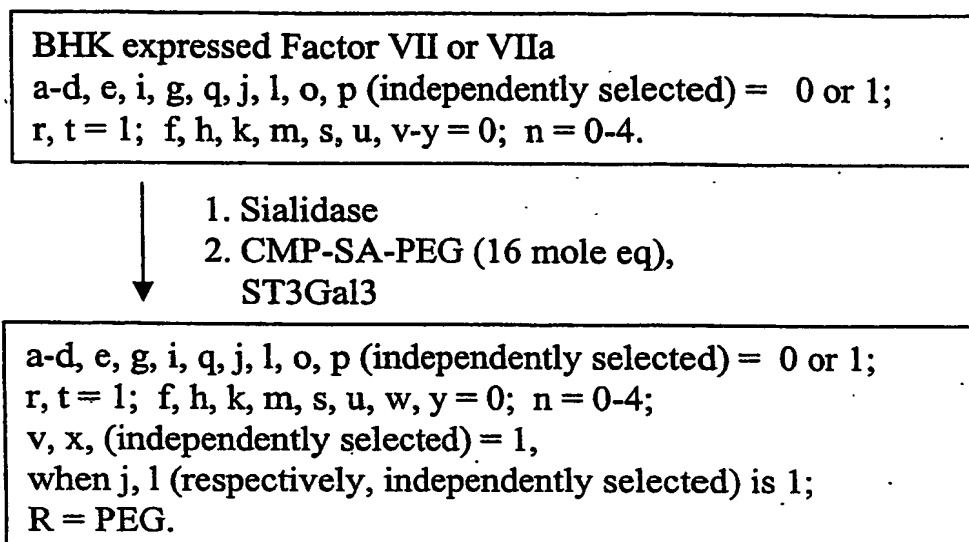 BHK expressed Factor VII or VIIa
a-d, e, i, g, q, j, l, o, p (independently selected) = 0 or 1;
r, t = 1; f, h, k, m, s, u, v-y = 0; n = 0-4.
1. Sialidase
2. CMP-SA-PEG (16 mole eq),
ST3Gal3
a-d, e, g, i, q, j, l, o, p (independently selected) = 0 or 1;
r, t = 1; f, h, k, m, s, u, w, y = 0; n = 0-4;
v, x, (independently selected) = 1,
when j, l (respectively, independently selected) is 1;
R = PEG.